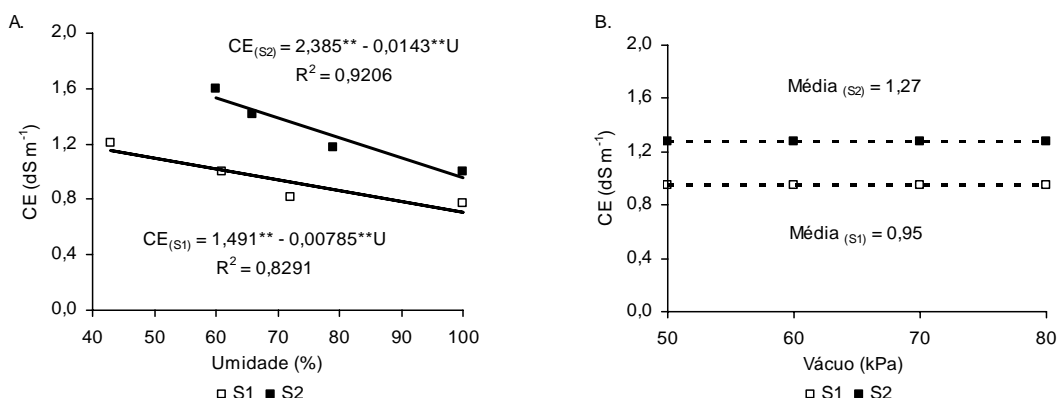 A.
2,0
1,6
1,2
0,8
0,4
0,0
CE (dS m⁻¹)
CE(S2) = 2,385** - 0,0143**U
R² = 0,9206
CE(S1) = 1,491** - 0,00785**U
R² = 0,8291
40 50 60 70 80 90 100
Umidade (%)
□ S1 ■ S2
B.
2,0
1,6
1,2
0,8
0,4
0,0
CE (dS m⁻¹)
Média (S2) = 1,27
Média (S1) = 0,95
50 60 70 80
Vácuo (kPa)
□ S1 ■ S2